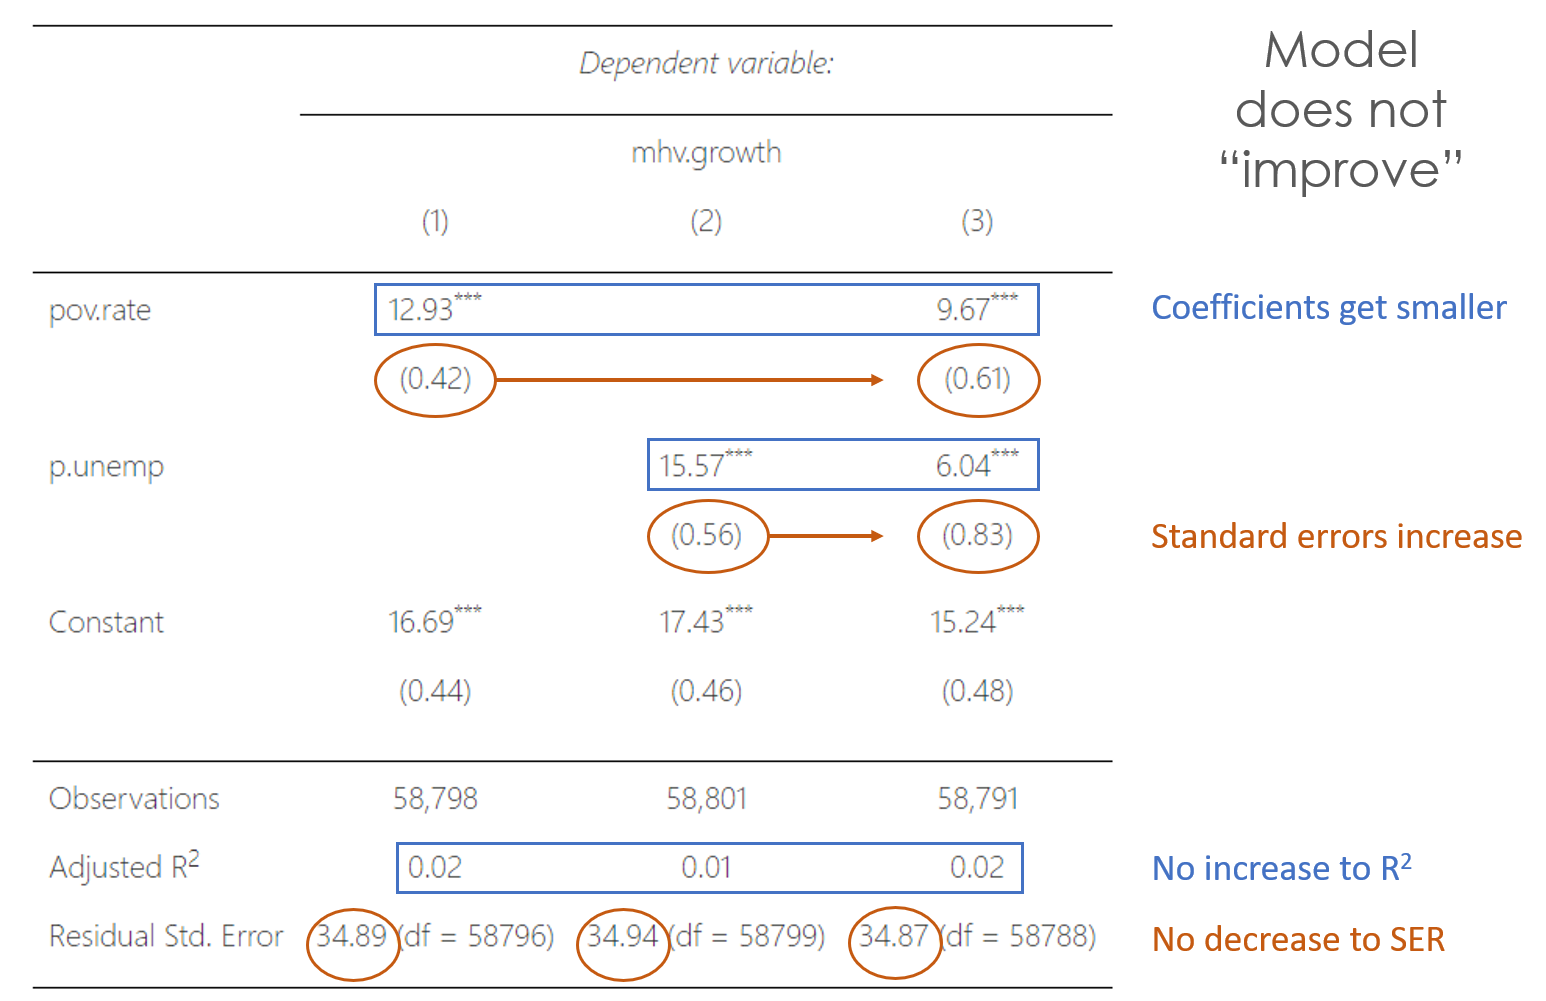 Dependent variable:
mhv.growth
(1) (2) (3)
pov.rate 12.93*** 9.67***
(0.42) (0.61)
p.unemp 15.57*** 6.04***
(0.56) (0.83)
Constant 16.69*** 17.43*** 15.24***
(0.44) (0.46) (0.48)
Observations 58,798 58,801 58,791
Adjusted R² 0.02 0.01 0.02
Residual Std. Error 34.89 (df = 58796) 34.94 (df = 58799) 34.87 (df = 58788)
Model
does not
“improve”
Coefficients get smaller
Standard errors increase
No increase to R²
No decrease to SER